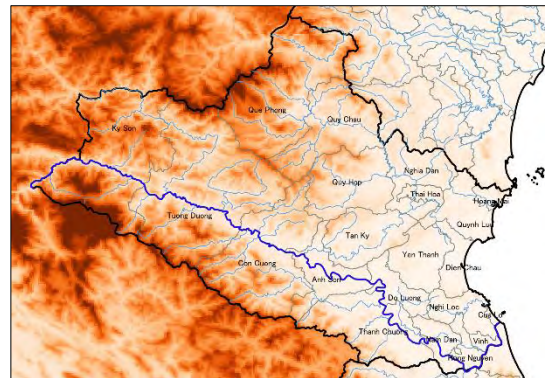 Que Phong
Ky Son
Quy Chau
Nghia Dan
Quy Hop
Thai Hoa
Hoang Mai
Tuong Duong
Quynh Luu
Tan Ky
Yen Thanh
Con Cuong
Dien Chau
Anh Son
Do Luong
Nghi Loc
Cua Lo
Thanh Chuong
Nam Dan
Vinh
Hung Nguyen